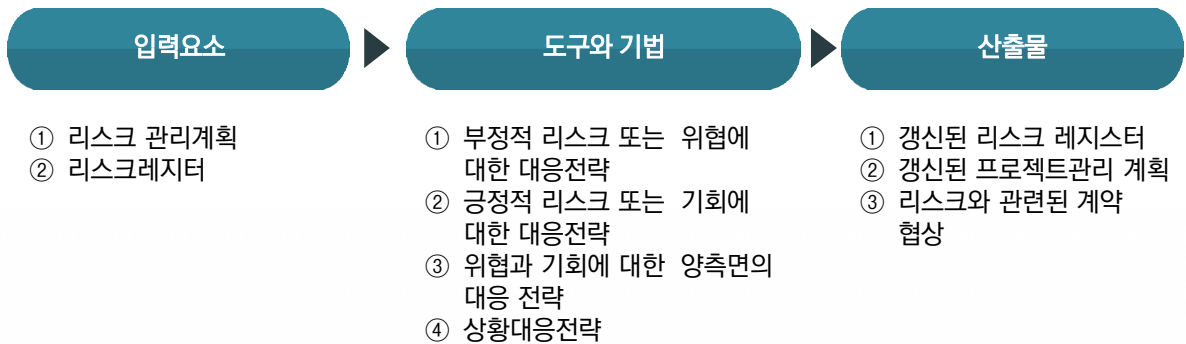 입력요소
도구와 기법
산출물
① 리스크 관리계획
② 리스크레지터
① 부정적 리스크 또는 위협에
대한 대응전략
② 긍정적 리스크 또는 기회에
대한 대응전략
③ 위협과 기회에 대한 양측면의
대응 전략
④ 상황대응전략
① 갱신된 리스크 레지스터
② 갱신된 프로젝트관리 계획
③ 리스크와 관련된 계약
협상